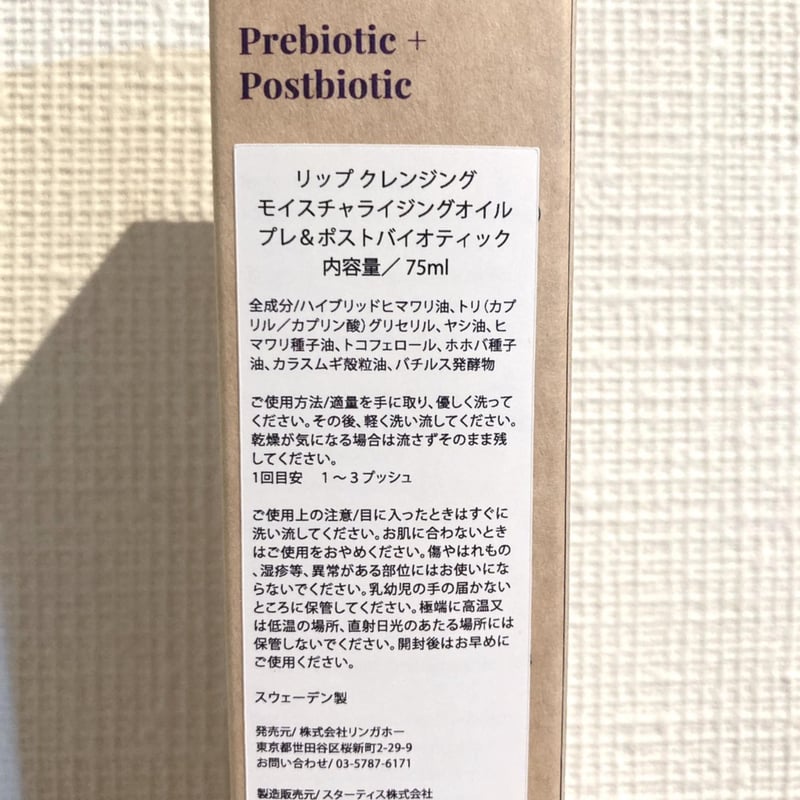 Prebiotic +
Postbiotic
リップ クレンジング
モイスチャライジングオイル
プレ&ポストバイオティック
内容量／ 75ml
全成分/ハイブリッドヒマワリ油、トリ（カプ
リル／カプリン酸）グリセリル、ヤシ油、ヒ
マワリ種子油、トコフェロール、ホホバ種子
油、カラスムギ殻粒油、バチルス発酵物
ご使用方法/適量を手に取り、優しく洗って
ください。その後、軽く洗い流してください。
乾燥が気になる場合は流さずそのまま残
してください。
1回目安　1～3プッシュ
ご使用上の注意/目に入ったときはすぐに
洗い流してください。お肌に合わないとき
はご使用をおやめください。傷やはれもの
、湿疹等、異常がある部位にはお使いにな
らないでください。乳幼児の手の届かない
ところに保管してください。極端に高温又
は低温の場所、直射日光のあたる場所には
保管しないでください。開封後はお早めに
ご使用ください。
スウェーデン製
発売元/ 株式会社リンガホー
東京都世田谷区桜新町2-29-9
お問い合わせ/ 03-5787-6171
製造販売元/ スターティス株式会社